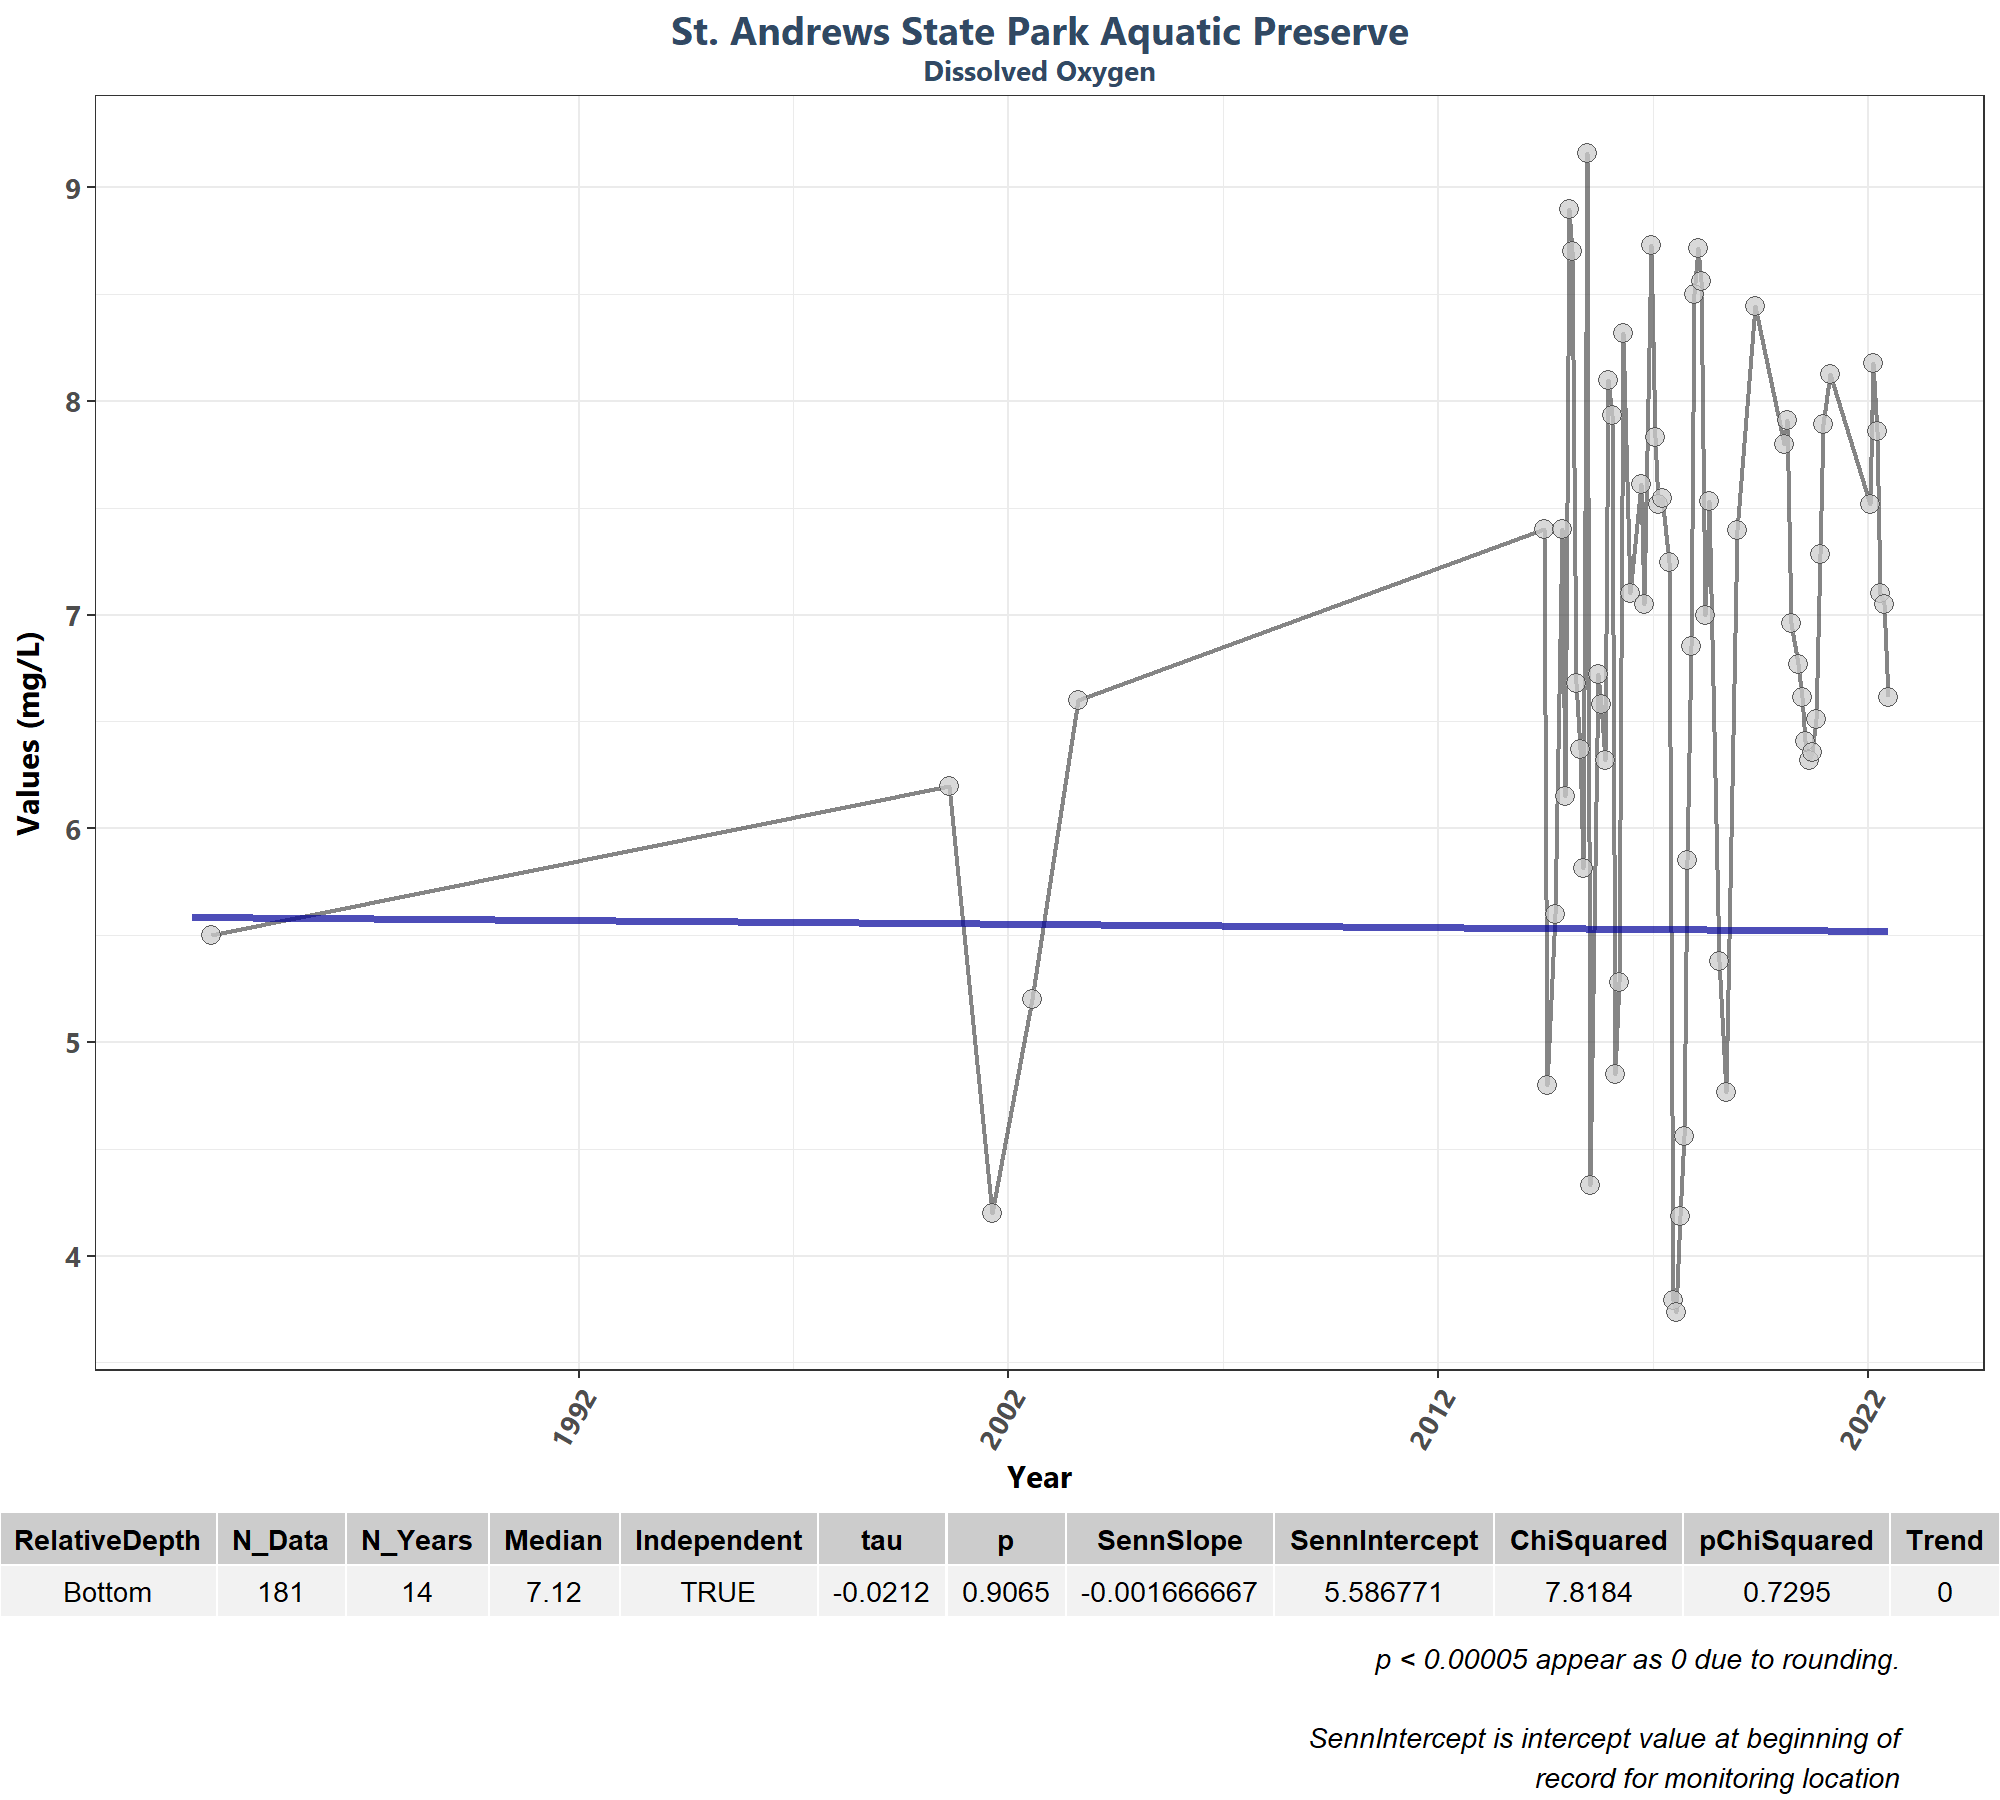 St. Andrews State Park Aquatic Preserve
Dissolved Oxygen
9
8
7
6
5
4
Values (mg/L)
1992
2002
2012
2022
Year
RelativeDepth N_Data N_Years Median Independent tau p SennSlope SennIntercept ChiSquared pChiSquared Trend
Bottom 181 14 7.12 TRUE -0.0212 0.9065 -0.001666667 5.586771 7.8184 0.7295 0
p < 0.00005 appear as 0 due to rounding.
SennIntercept is intercept value at beginning of
record for monitoring location